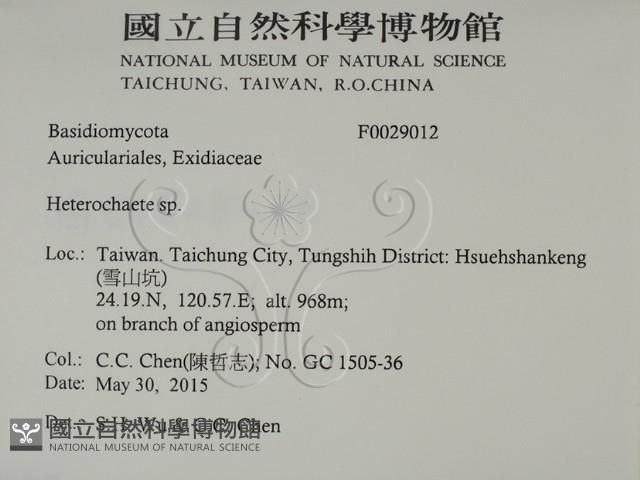 國立自然科學博物館
NATIONAL MUSEUM OF NATURAL SCIENCE
TAICHUNG, TAIWAN, R.O.CHINA
Basidiomycota F0029012
Auriculariales, Exidiaceae
Heterochaete sp.
Loc.: Taiwan. Taichung City, Tungshih District: Hsuehshankeng
(雪山坑)
24.19.N, 120.57.E; alt. 968m;
on branch of angiosperm
Col.: C.C. Chen(陳哲志); No. GC 1505-36
Date: May 30, 2015
S.H. Wu & C.C. Chen
國立自然科學博物館
NATIONAL MUSEUM OF NATURAL SCIENCE